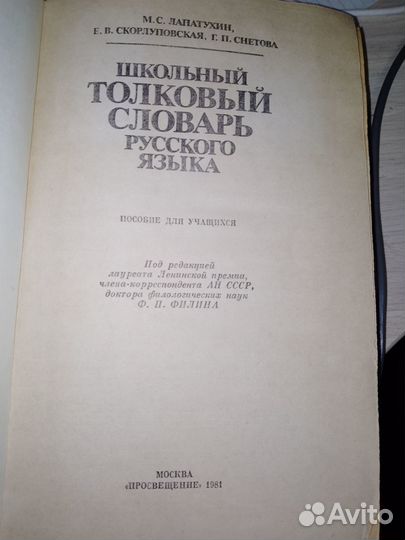 М.С. ЛАПАТУХИН,
Е.В. СКОРЛУПОВСКАЯ, Г.П. СНЕТОВА
ШКОЛЬНЫЙ
ТОЛКОВЫЙ
СЛОВАРЬ
РУССКОГО
ЯЗЫКА
ПОСОБИЕ ДЛЯ УЧАЩИХСЯ
Под редакцией
лауреата Ленинской премии,
члена-корреспондента АН СССР,
доктора филологических наук
Ф. П. ФИЛИНА
МОСКВА
«ПРОСВЕЩЕНИЕ» 1981
Avito